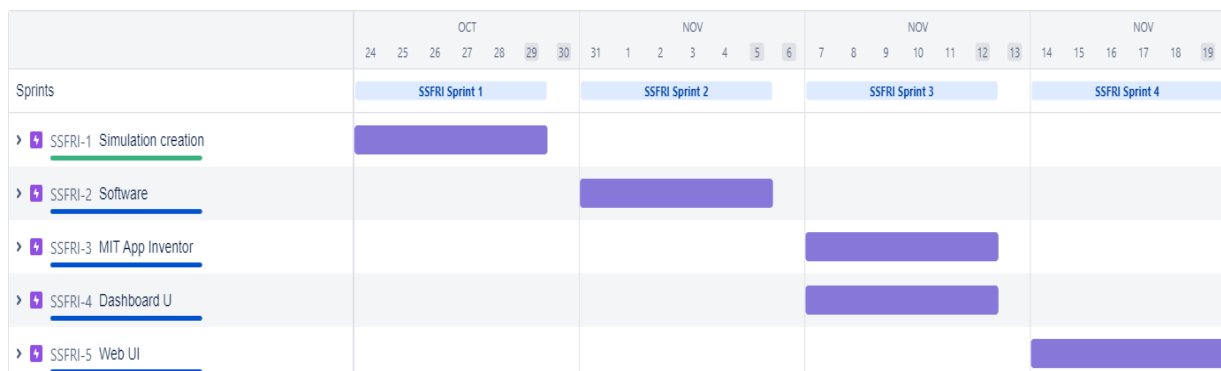 OCT NOV NOV NOV
24 25 26 27 28 29 30 31 1 2 3 4 5 6 7 8 9 10 11 12 13 14 15 16 17 18 19
Sprints SSFRI Sprint 1 SSFRI Sprint 2 SSFRI Sprint 3 SSFRI Sprint 4
SSFRI-1 Simulation creation
SSFRI-2 Software
SSFRI-3 MIT App Inventor
SSFRI-4 Dashboard U
SSFRI-5 Web UI